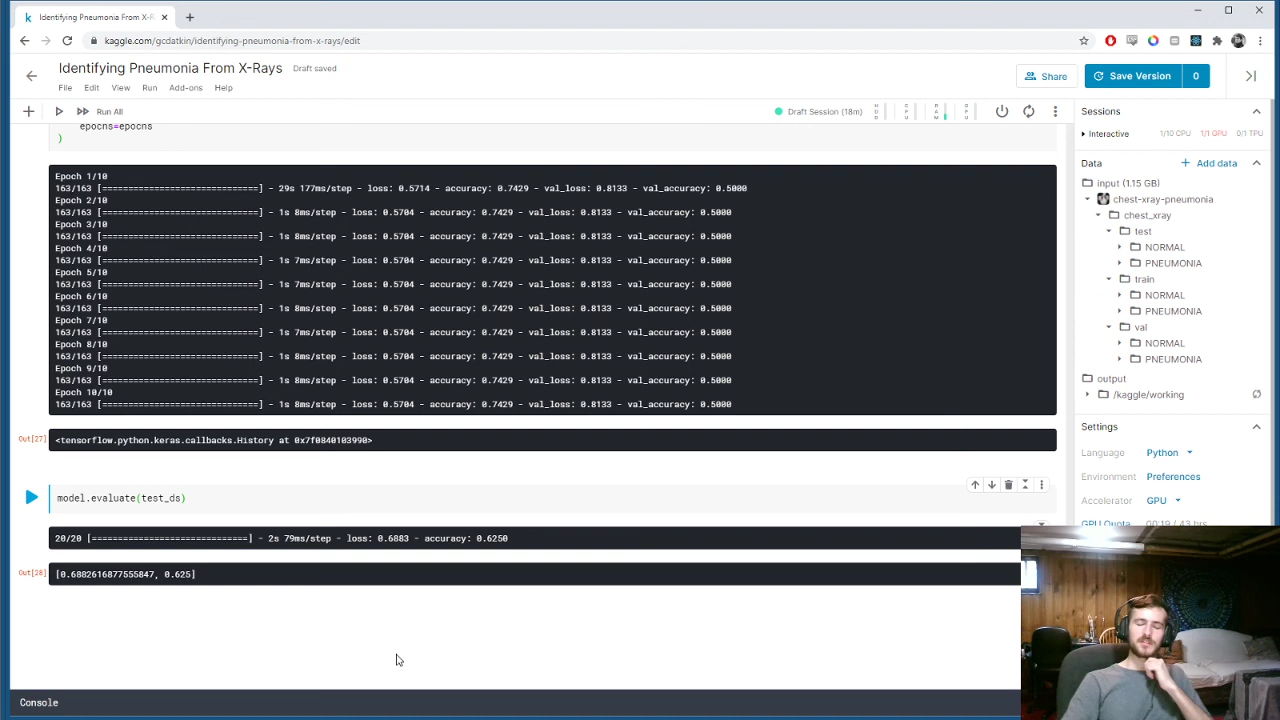 Identifying Pneumonia From X-R
kaggle.com/gcdatkin/identifying-pneumonia-from-x-rays/edit
Identifying Pneumonia From X-Rays
Draft saved
Share
Save Version
0
File Edit View Run Add-ons Help
Run All
Draft Session (18m)
epochs=epochs
)
Epoch 1/10
163/163 [==============================] - 29s 177ms/step - loss: 0.5714 - accuracy: 0.7429 - val_loss: 0.8133 - val_accuracy: 0.5000
Epoch 2/10
163/163 [==============================] - 1s 8ms/step - loss: 0.5704 - accuracy: 0.7429 - val_loss: 0.8133 - val_accuracy: 0.5000
Epoch 3/10
163/163 [==============================] - 1s 8ms/step - loss: 0.5704 - accuracy: 0.7429 - val_loss: 0.8133 - val_accuracy: 0.5000
Epoch 4/10
163/163 [==============================] - 1s 7ms/step - loss: 0.5704 - accuracy: 0.7429 - val_loss: 0.8133 - val_accuracy: 0.5000
Epoch 5/10
163/163 [==============================] - 1s 7ms/step - loss: 0.5704 - accuracy: 0.7429 - val_loss: 0.8133 - val_accuracy: 0.5000
Epoch 6/10
163/163 [==============================] - 1s 8ms/step - loss: 0.5704 - accuracy: 0.7429 - val_loss: 0.8133 - val_accuracy: 0.5000
Epoch 7/10
163/163 [==============================] - 1s 7ms/step - loss: 0.5704 - accuracy: 0.7429 - val_loss: 0.8133 - val_accuracy: 0.5000
Epoch 8/10
163/163 [==============================] - 1s 8ms/step - loss: 0.5704 - accuracy: 0.7429 - val_loss: 0.8133 - val_accuracy: 0.5000
Epoch 9/10
163/163 [==============================] - 1s 8ms/step - loss: 0.5704 - accuracy: 0.7429 - val_loss: 0.8133 - val_accuracy: 0.5000
Epoch 10/10
163/163 [==============================] - 1s 8ms/step - loss: 0.5704 - accuracy: 0.7429 - val_loss: 0.8133 - val_accuracy: 0.5000
Out[27]
<tensorflow.python.keras.callbacks.History at 0x7f0840103990>
model.evaluate(test_ds)
20/20 [==============================] - 2s 79ms/step - loss: 0.6883 - accuracy: 0.6250
Out[28]
[0.6882616877555847, 0.625]
Console
Sessions
Interactive 1/10 CPU 1/1 GPU 0/1 TPU
Data
Add data
input (1.15 GB)
chest-xray-pneumonia
chest_xray
test
NORMAL
PNEUMONIA
train
NORMAL
PNEUMONIA
val
NORMAL
PNEUMONIA
output
/kaggle/working
Settings
Language Python
Environment Preferences
Accelerator GPU
GPU Quota 00:19 / 43 hrs